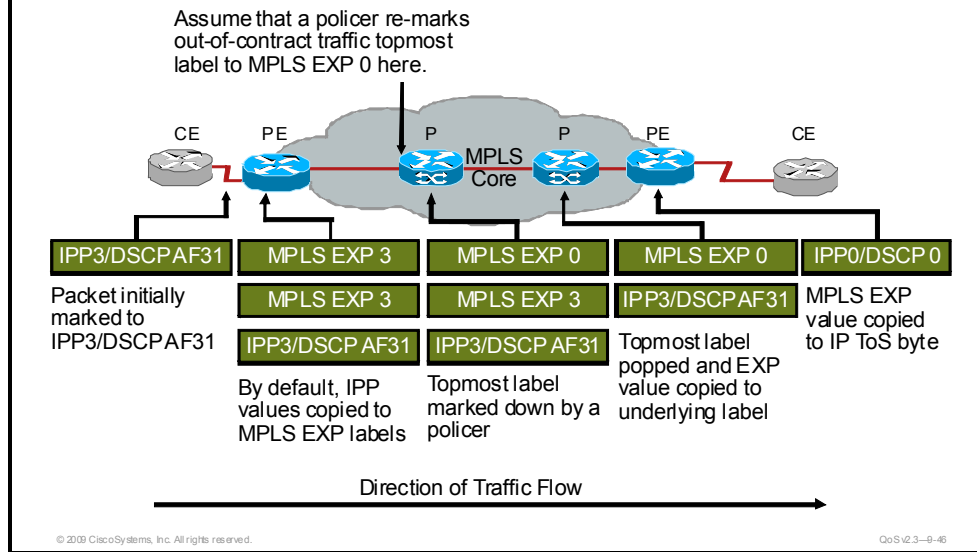 Assume that a policer re-marks
out-of-contract traffic topmost
label to MPLS EXP 0 here.
CE
PE
P
P
PE
CE
MPLS
Core
IPP3/DSCP AF31
MPLS EXP 3
MPLS EXP 0
MPLS EXP 0
IPP0/DSCP 0
MPLS EXP 3
MPLS EXP 3
IPP3/DSCP AF31
IPP3/DSCP AF31
IPP3/DSCP AF31
Packet initially
marked to
IPP3/DSCP AF31
By default, IPP
values copied to
MPLS EXP labels
Topmost label
marked down by a
policer
Topmost label
popped and EXP
value copied to
underlying label
MPLS EXP
value copied
to IP ToS byte
Direction of Traffic Flow
© 2009 Cisco Systems, Inc. All rights reserved.
QoS v2.3—9-46